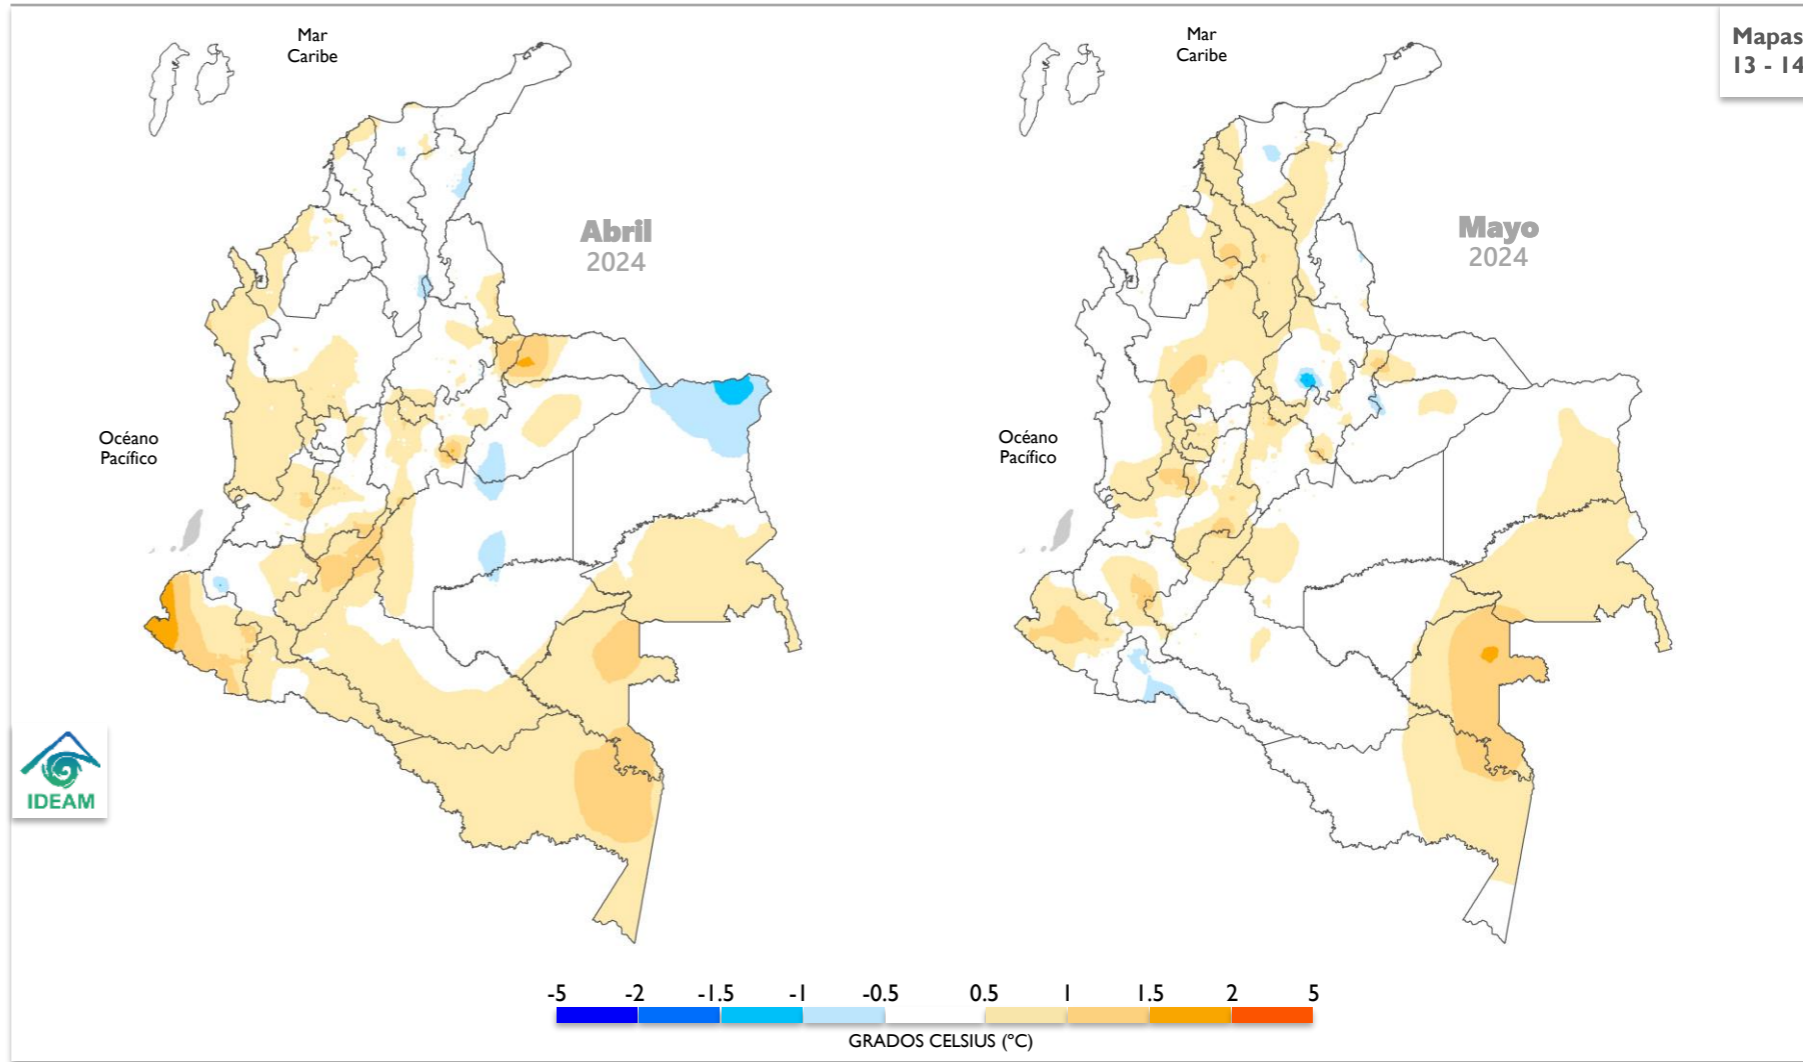 Mar
Caribe
Mar
Caribe
Mapas
13 - 14
Abril
2024
Mayo
2024
Océano
Pacífico
Océano
Pacífico
IDEAM
-5 -2 -1.5 -1 -0.5 0.5 1 1.5 2 5
GRADOS CELSIUS (°C)